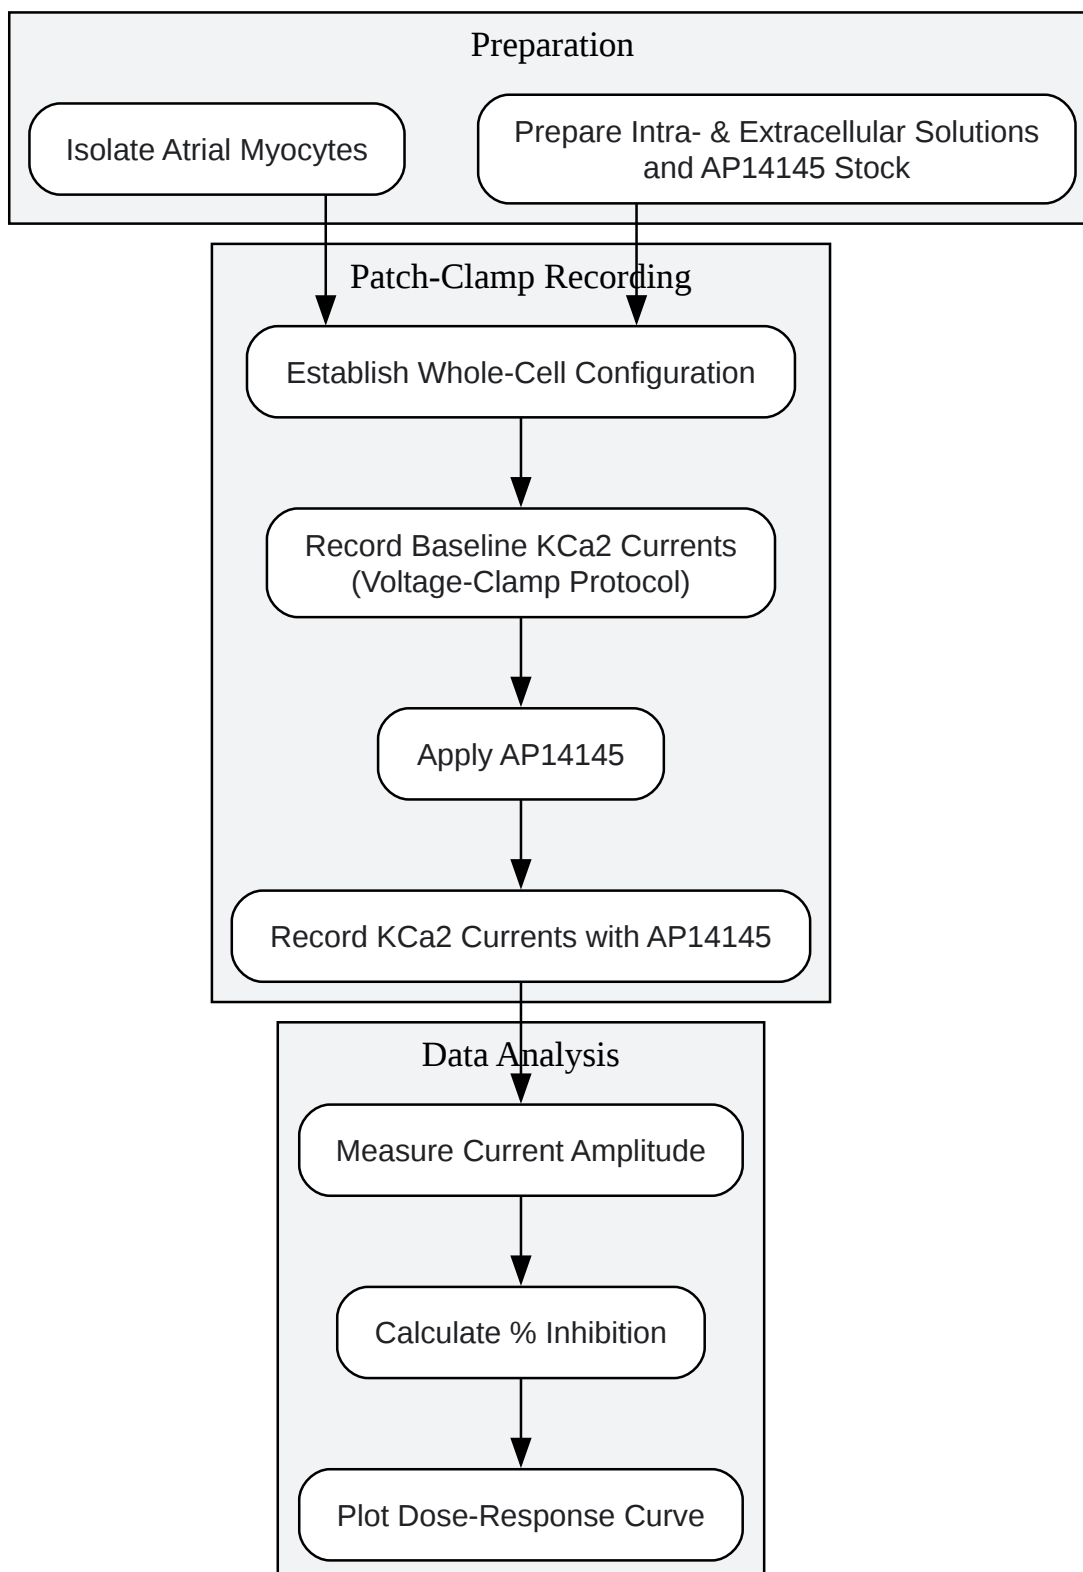 Preparation
Isolate Atrial Myocytes
Prepare Intra- & Extracellular Solutions
and AP14145 Stock
Patch-Clamp Recording
Establish Whole-Cell Configuration
Record Baseline KCa2 Currents
(Voltage-Clamp Protocol)
Apply AP14145
Record KCa2 Currents with AP14145
Data Analysis
Measure Current Amplitude
Calculate % Inhibition
Plot Dose-Response Curve